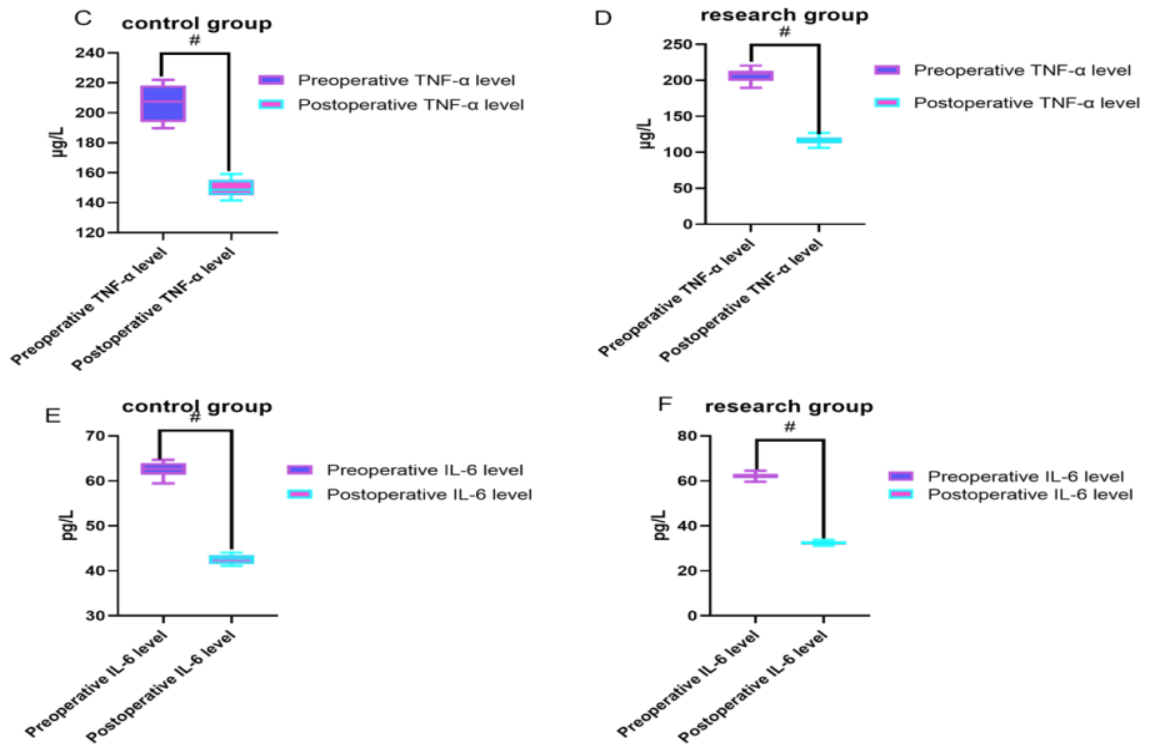 C
control group
#
240
220
200
180
160
140
120
µg/L
Preoperative TNF-α level
Postoperative TNF-α level
Preoperative TNF-α level
Postoperative TNF-α level
D
research group
#
250
200
150
100
50
0
µg/L
Preoperative TNF-α level
Postoperative TNF-α level
Preoperative TNF-α level
Postoperative TNF-α level
E
control group
#
70
60
50
40
30
pg/L
Preoperative IL-6 level
Postoperative IL-6 level
Preoperative IL-6 level
Postoperative IL-6 level
F
research group
#
80
60
40
20
0
pg/L
Preoperative IL-6 level
Postoperative IL-6 level
Preoperative IL-6 level
Postoperative IL-6 level